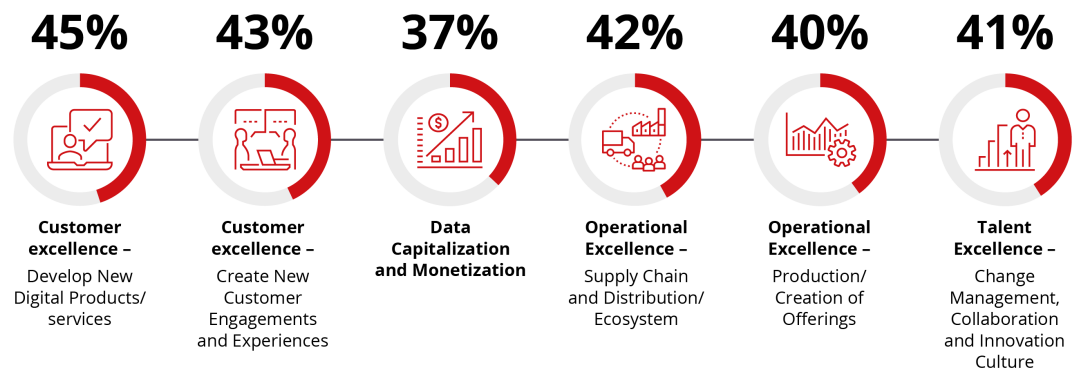 45%
Customer
excellence –
Develop New
Digital Products/
services
43%
Customer
excellence –
Create New
Customer
Engagements
and Experiences
37%
$
Data
Capitalization
and Monetization
42%
Operational
Excellence –
Supply Chain
and Distribution/
Ecosystem
40%
Operational
Excellence –
Production/
Creation of
Offerings
41%
Talent
Excellence –
Change
Management,
Collaboration
and Innovation
Culture